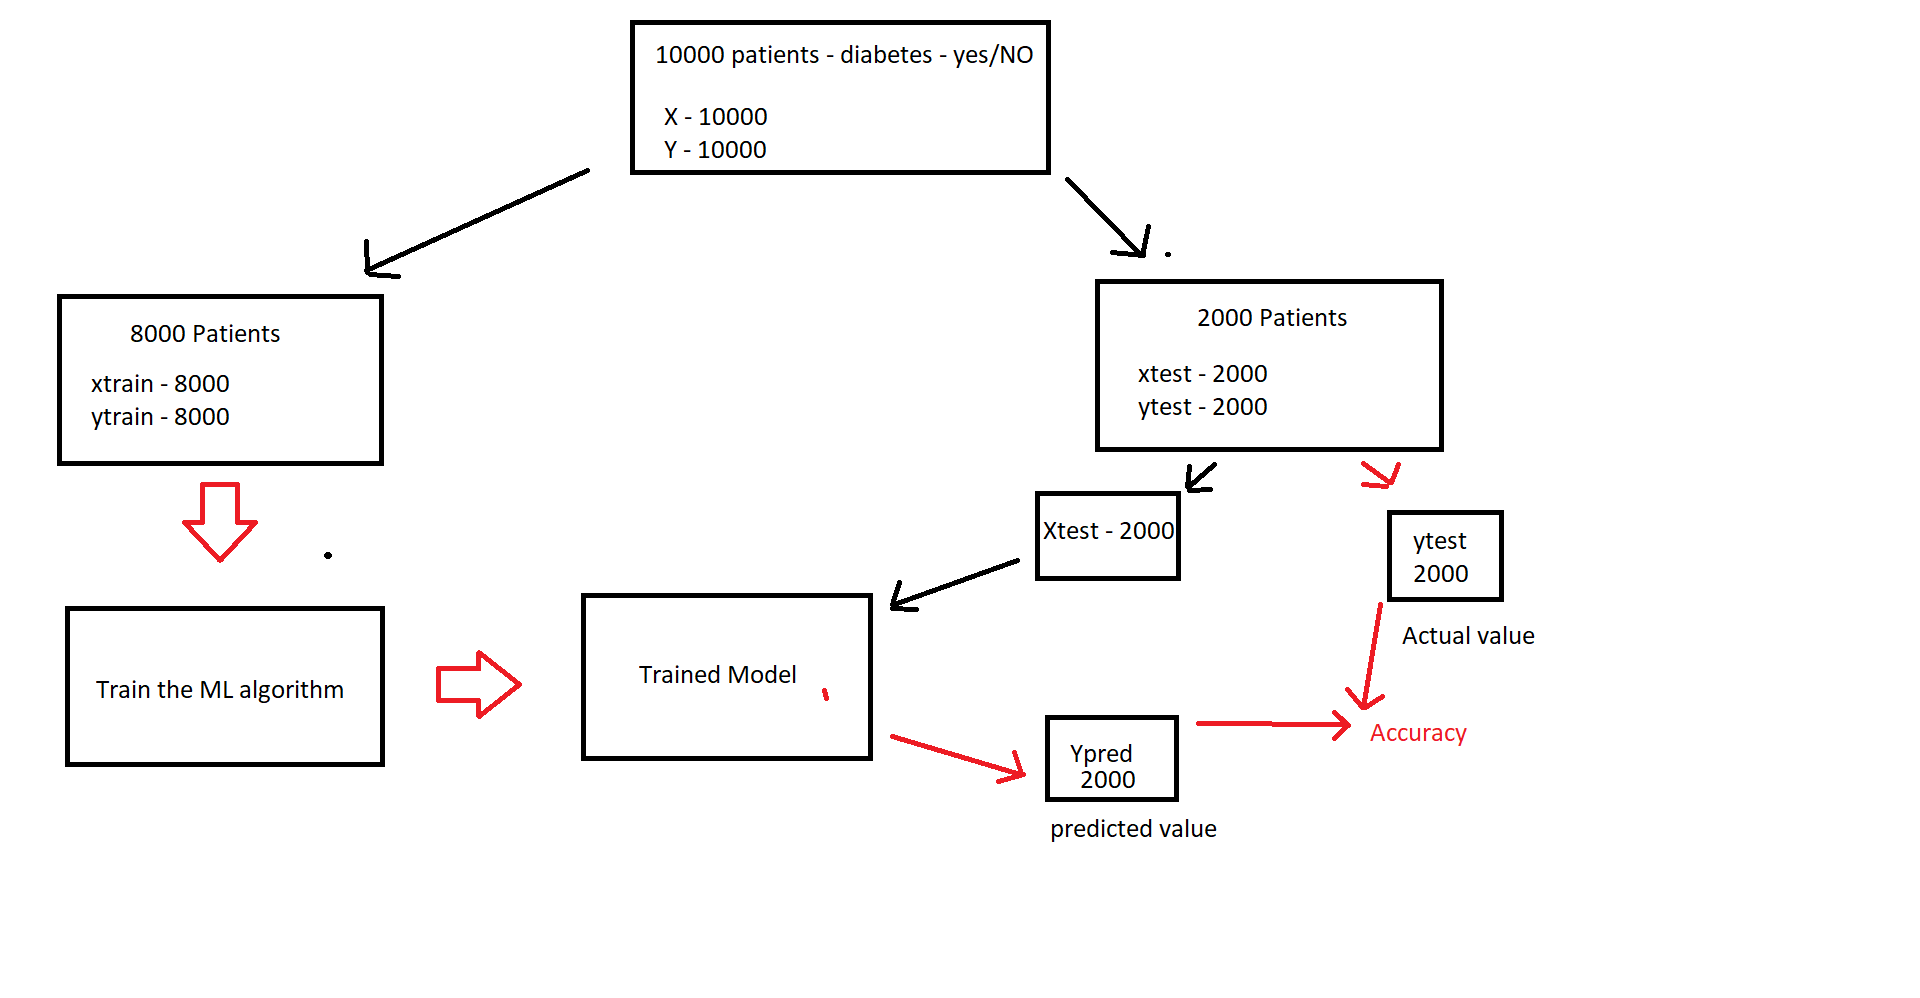 10000 patients - diabetes - yes/NO
X - 10000
Y - 10000
8000 Patients
xtrain - 8000
ytrain - 8000
2000 Patients
xtest - 2000
ytest - 2000
Xtest - 2000
ytest
2000
Actual value
Train the ML algorithm
Trained Model
Ypred
2000
predicted value
Accuracy